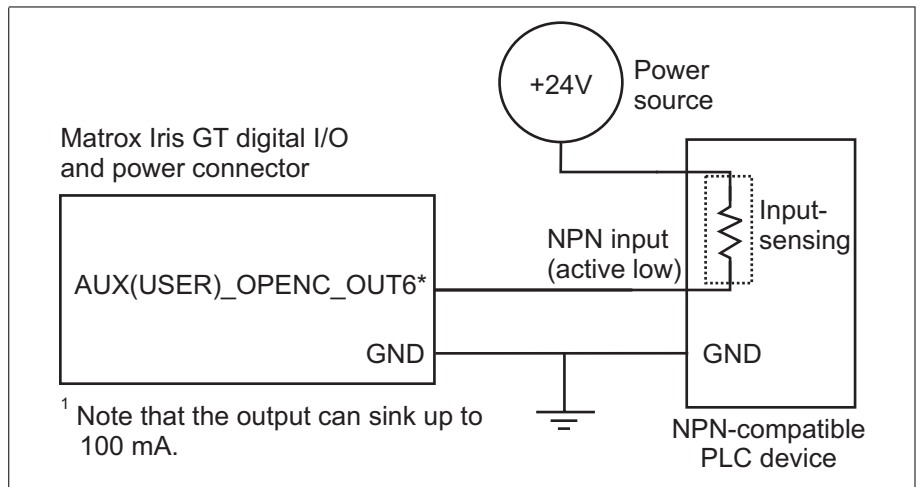 +24V
Power
source
Matrox Iris GT digital I/O
and power connector
Input-
sensing
NPN input
(active low)
AUX(USER)_OPENC_OUT6*
GND
GND
1 Note that the output can sink up to
100 mA.
NPN-compatible
PLC device